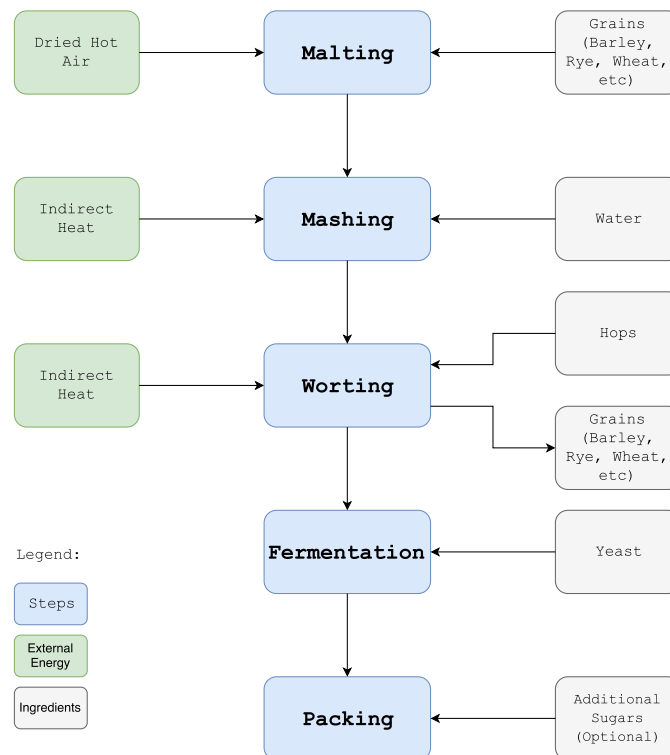 Dried Hot
Air
Malting
Grains
(Barley,
Rye, Wheat,
etc)
Indirect
Heat
Mashing
Water
Hops
Indirect
Heat
Worting
Grains
(Barley,
Rye, Wheat,
etc)
Fermentation
Yeast
Legend:
Steps
External
Energy
Ingredients
Packing
Additional
Sugars
(Optional)